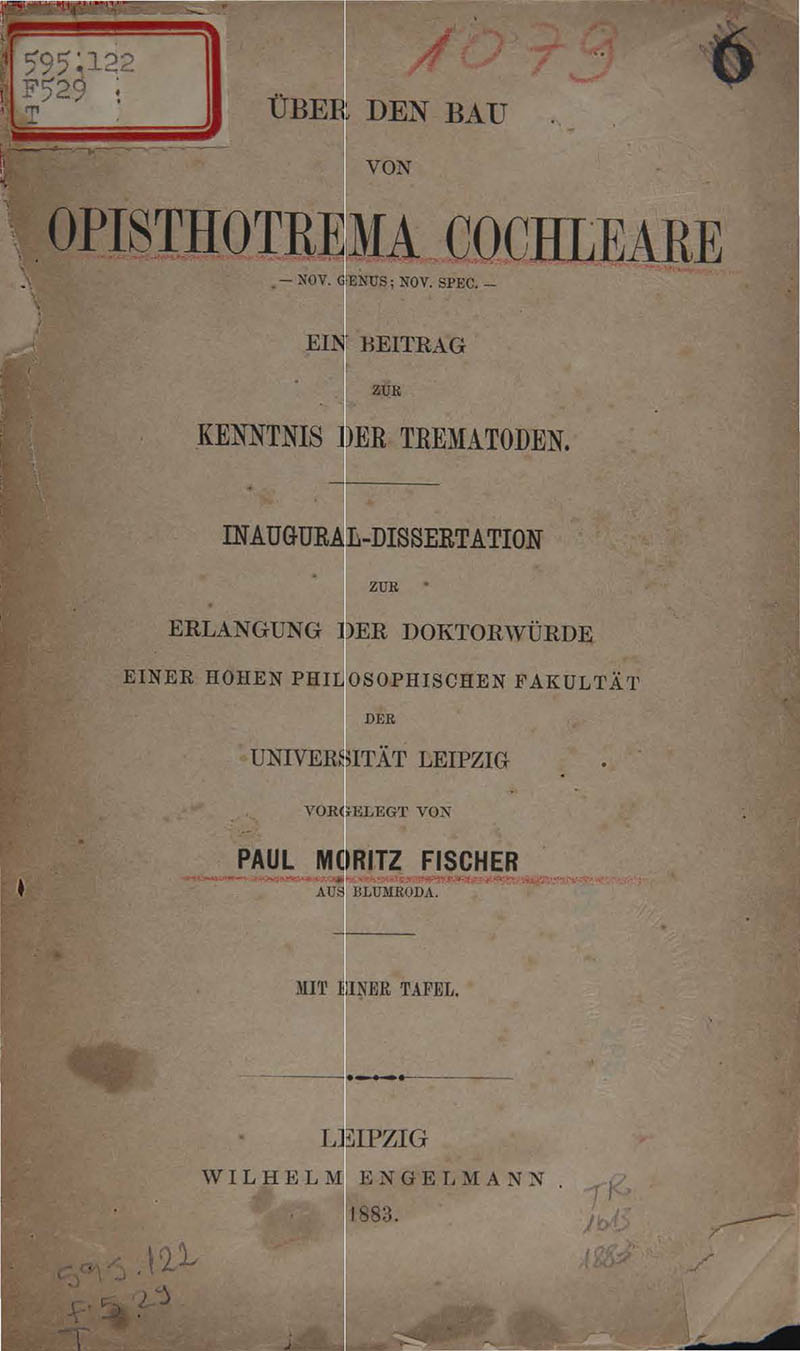 595.122
F529
T
1079
6
ÜBER DEN BAU
VON
OPISTHOTREMA COCHLEARE
— NOV. GENUS; NOV. SPEC. —
EIN BEITRAG
ZUR
KENNTNIS DER TREMATODEN.
INAUGURAL-DISSERTATION
ZUR
ERLANGUNG DER DOKTORWÜRDE
EINER HOHEN PHILOSOPHISCHEN FAKULTÄT
DER
UNIVERSITÄT LEIPZIG
VORGELEGT VON
PAUL MORITZ FISCHER
AUS BLUMRODA.
MIT EINER TAFEL.
LEIPZIG
WILHELM ENGELMANN.
1883.
595.122
F529
T